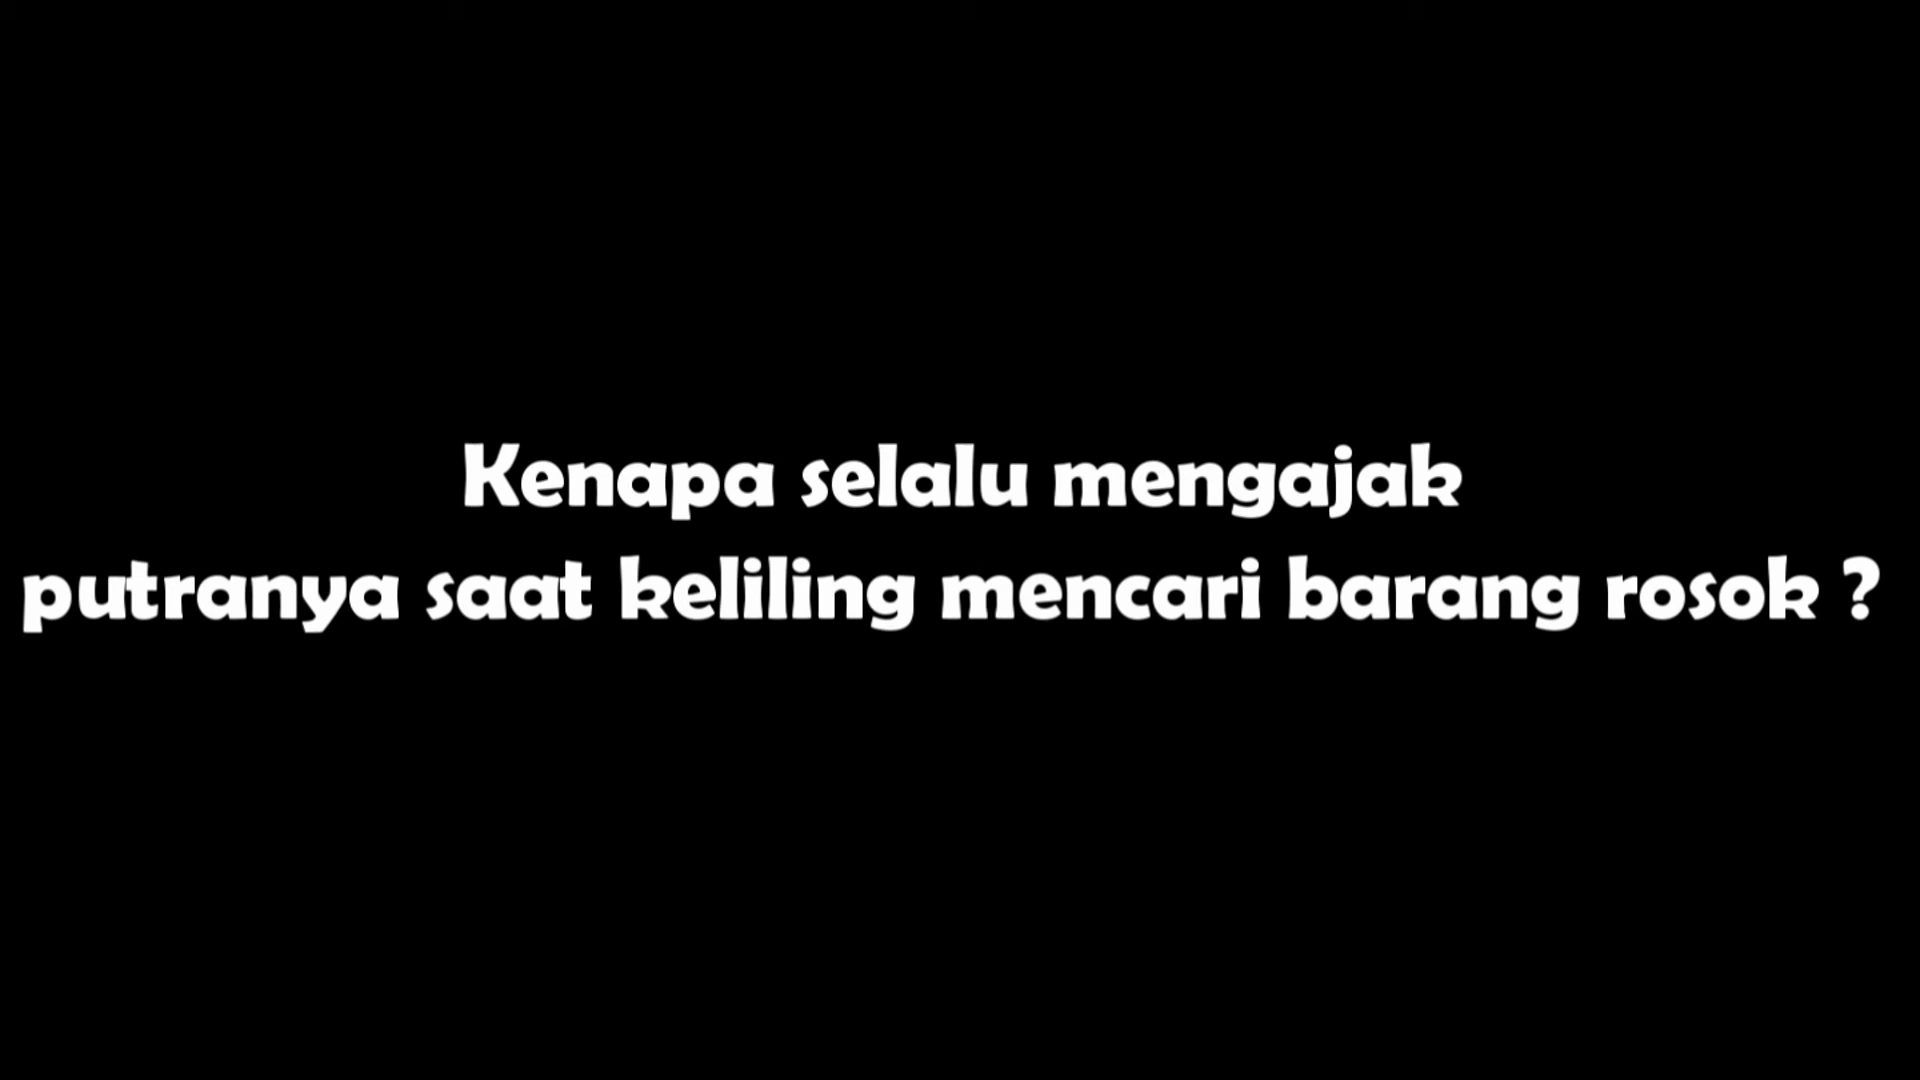 Kenapa selalu mengajak
putranya saat keliling mencari barang rosok ?